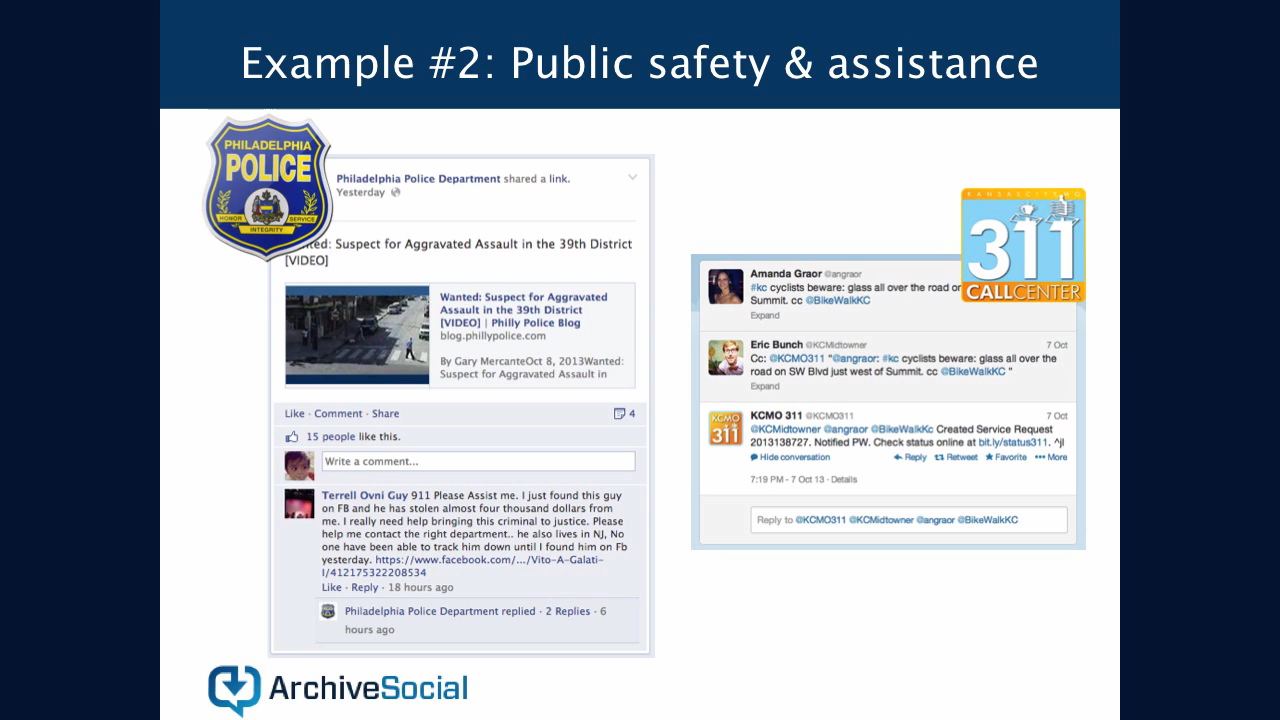 Example #2: Public safety & assistance
PHILADELPHIA
POLICE
HONOR
SERVICE
INTEGRITY
Philadelphia Police Department shared a link.
Yesterday
Suspect for Aggravated Assault in the 39th District
[VIDEO]
Wanted: Suspect for Aggravated
Assault in the 39th District
[VIDEO] | Philly Police Blog
blog.phillypolice.com
By Gary MercanteOct 8, 2013Wanted:
Suspect for Aggravated Assault in
Like · Comment · Share
4
15 people like this.
Write a comment...
Terrell Ovni Guy 911 Please Assist me. I just found this guy
on FB and he has stolen almost four thousand dollars from
me. I really need help bringing this criminal to justice. Please
help me contact the right department.. he also lives in NJ, No
one have been able to track him down until I found him on Fb
yesterday. https://www.facebook.com/.../Vito-A-Galati-
I/412175322208534
Like · Reply · 18 hours ago
Philadelphia Police Department replied · 2 Replies · 6
hours ago
KANSAS CITY MO
311
CALLCENTER
Amanda Graor @angraor
#kc cyclists beware: glass all over the road on
Summit. cc @BikeWalkKC
Expand
Eric Bunch @KCMidtowner 7 Oct
Cc: @KCMO311 "@angraor: #kc cyclists beware: glass all over the
road on SW Blvd just west of Summit. cc @BikeWalkKC "
Expand
KCMO
311
KCMO 311 @KCMO311 7 Oct
@KCMidtowner @angraor @BikeWalkKc Created Service Request
2013138727. Notified PW. Check status online at bit.ly/status311. ^jl
Hide conversation Reply Retweet Favorite More
7:19 PM - 7 Oct 13 · Details
Reply to @KCMO311 @KCMidtowner @angraor @BikeWalkKC
ArchiveSocial